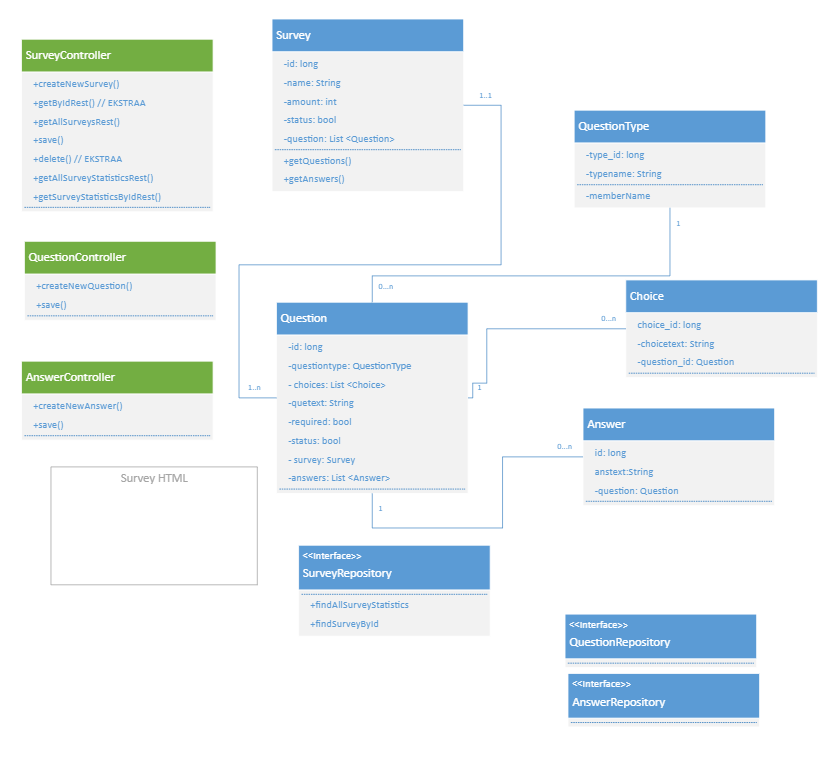 SurveyController
+createNewSurvey()
+getByIdRest() // EKSTRAA
+getAllSurveysRest()
+save()
+delete() // EKSTRAA
+getAllSurveyStatisticsRest()
+getSurveyStatisticsByIdRest()
QuestionController
+createNewQuestion()
+save()
AnswerController
+createNewAnswer()
+save()
Survey HTML
Survey
-id: long
-name: String
-amount: int
-status: bool
-question: List <Question>
+getQuestions()
+getAnswers()
1..1
QuestionType
-type_id: long
-typename: String
-memberName
1
0...n
Question
-id: long
-questiontype: QuestionType
- choices: List <Choice>
-quetext: String
-required: bool
-status: bool
- survey: Survey
-answers: List <Answer>
1..n
1
0...n
Choice
choice_id: long
-choicetext: String
-question_id: Question
Answer
id: long
anstext:String
-question: Question
0...n
1
<<Interface>>
SurveyRepository
+findAllSurveyStatistics
+findSurveyById
<<Interface>>
QuestionRepository
<<Interface>>
AnswerRepository